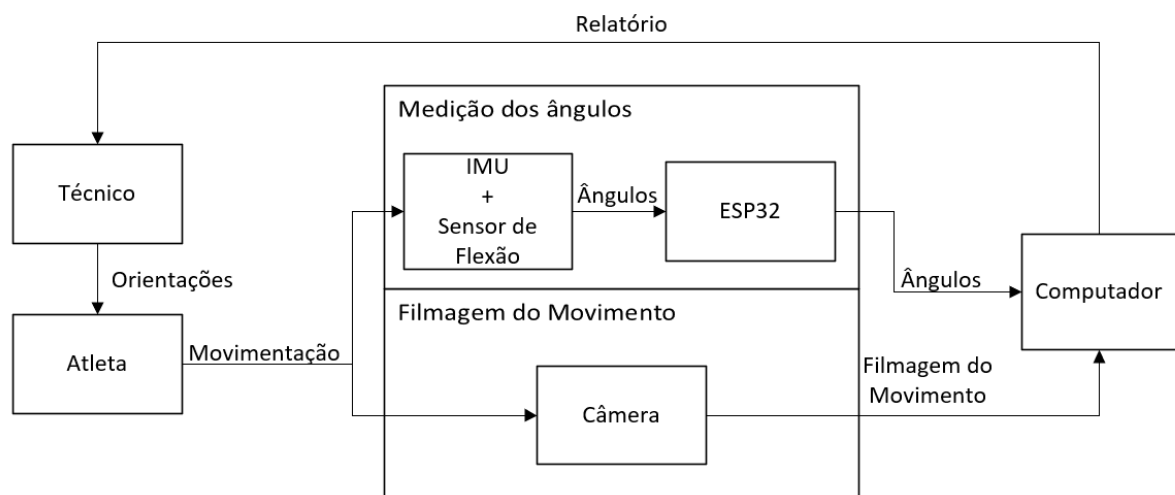 Relatório
Medição dos ângulos
Técnico
IMU
+
Sensor de
Flexão
Ângulos
ESP32
Orientações
Ângulos
Computador
Filmagem do Movimento
Atleta
Movimentação
Câmera
Filmagem do
Movimento